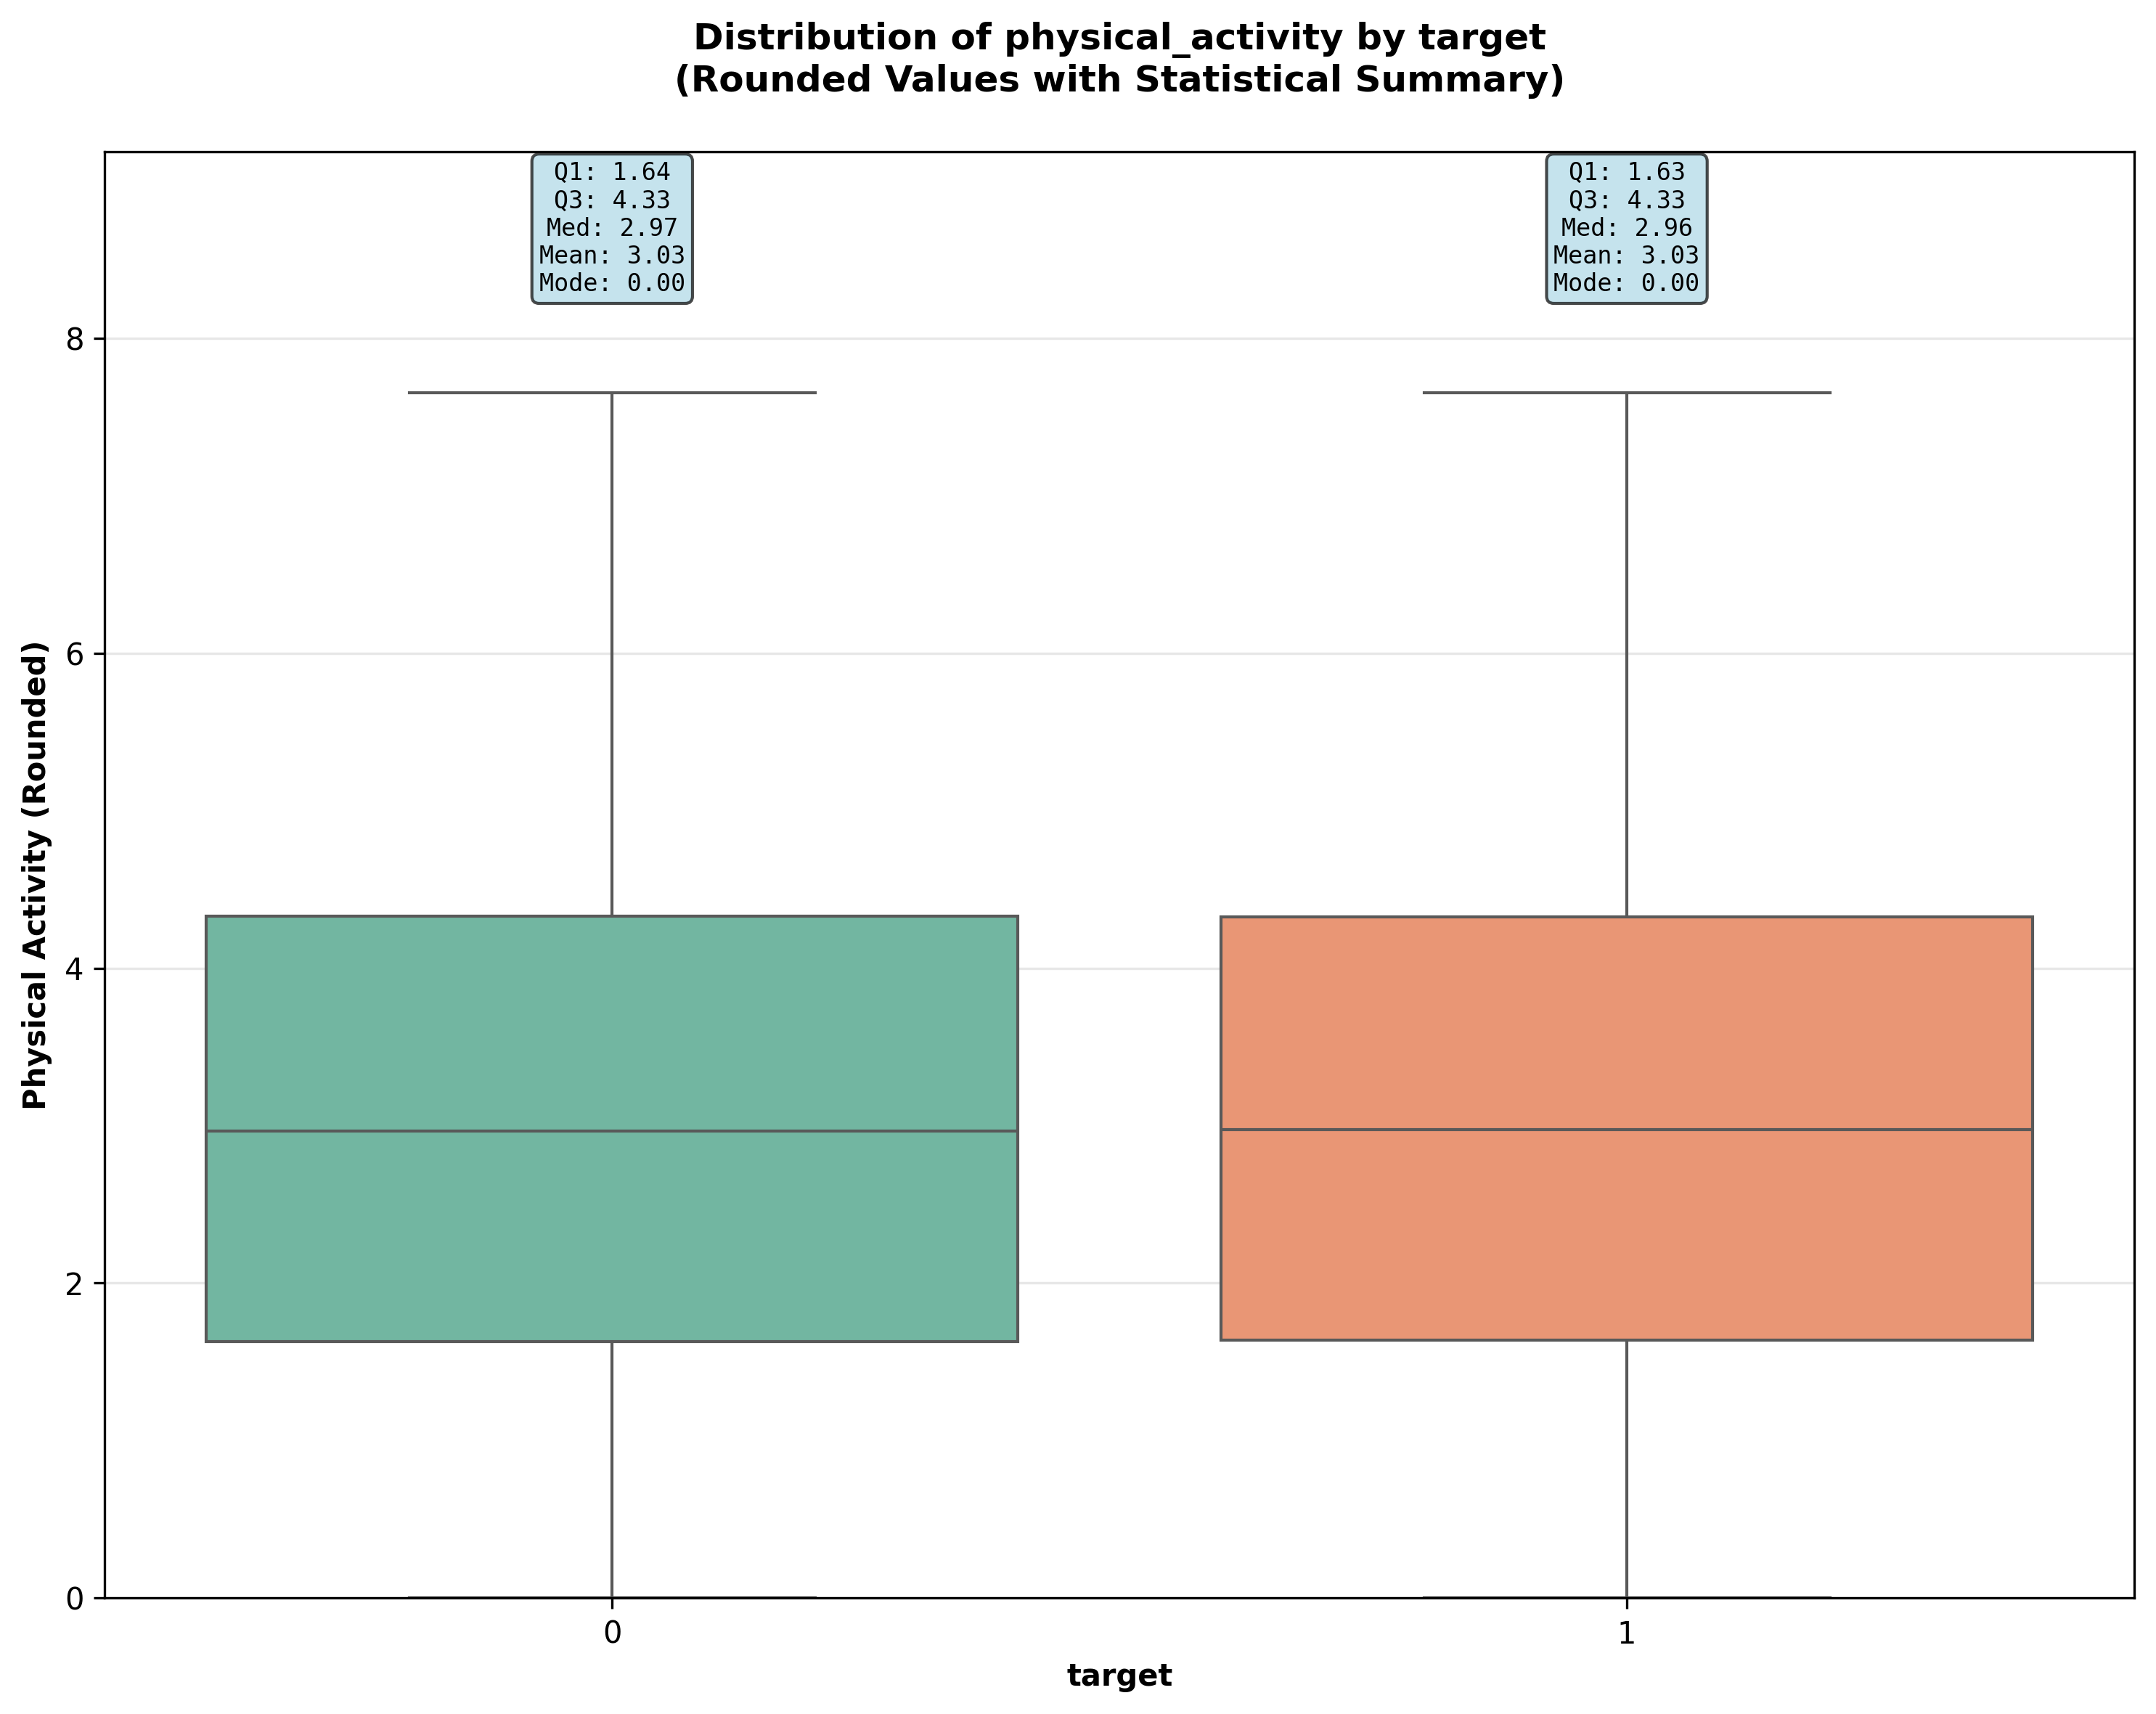 Distribution of physical_activity by target
(Rounded Values with Statistical Summary)
Q1: 1.64
Q3: 4.33
Med: 2.97
Mean: 3.03
Mode: 0.00
Q1: 1.63
Q3: 4.33
Med: 2.96
Mean: 3.03
Mode: 0.00
Physical Activity (Rounded)
8
6
4
2
0
0
1
target